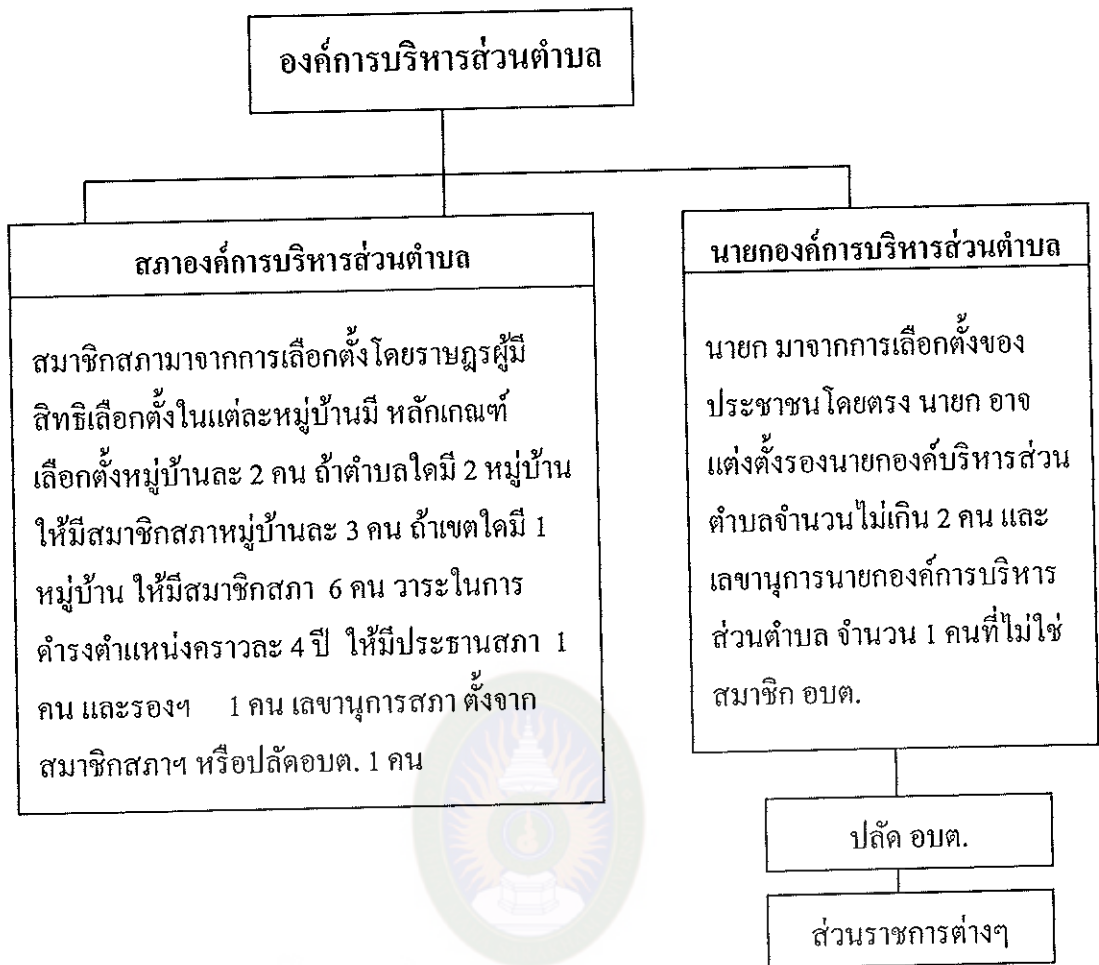 องค์การบริหารส่วนตำบล
สภาองค์การบริหารส่วนตำบล
สมาชิกสภามาจากการเลือกตั้งโดยราษฎรผู้มี
สิทธิเลือกตั้งในแต่ละหมู่บ้านมี หลักเกณฑ์
เลือกตั้งหมู่บ้านละ 2 คน ถ้าตำบลใดมี 2 หมู่บ้าน
ให้มีสมาชิกสภาหมู่บ้านละ 3 คน ถ้าเขตใดมี 1
หมู่บ้าน ให้มีสมาชิกสภา 6 คน วาระในการ
ดำรงตำแหน่งคราวละ 4 ปี ให้มีประธานสภา 1
คน และรองฯ 1 คน เลขานุการสภา ตั้งจาก
สมาชิกสภาฯ หรือปลัดอบต. 1 คน
นายกองค์การบริหารส่วนตำบล
นายก มาจากการเลือกตั้งของ
ประชาชนโดยตรง นายก อาจ
แต่งตั้งรองนายกองค์บริหารส่วน
ตำบลจำนวนไม่เกิน 2 คน และ
เลขานุการนายกองค์การบริหาร
ส่วนตำบล จำนวน 1 คนที่ไม่ใช่
สมาชิก อบต.
ปลัด อบต.
ส่วนราชการต่างๆ